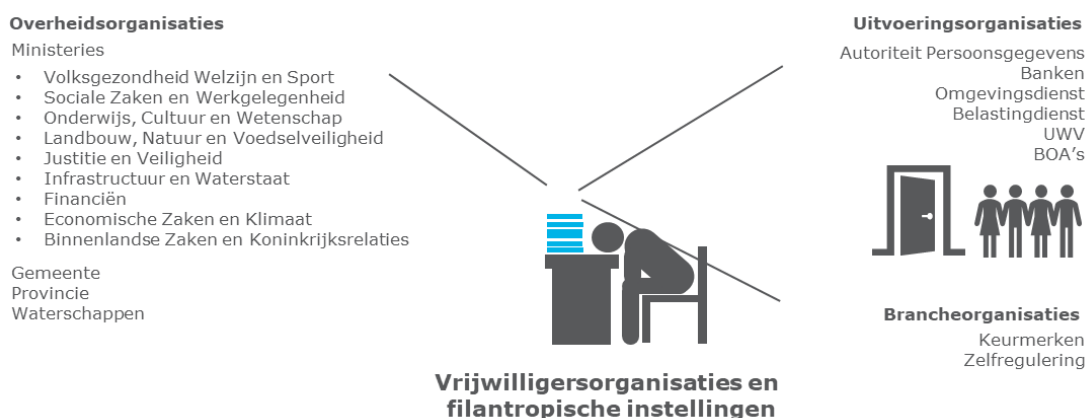 Overheidsorganisaties
Ministeries
• Volksgezondheid Welzijn en Sport
• Sociale Zaken en Werkgelegenheid
• Onderwijs, Cultuur en Wetenschap
• Landbouw, Natuur en Voedselveiligheid
• Justitie en Veiligheid
• Infrastructuur en Waterstaat
• Financiën
• Economische Zaken en Klimaat
• Binnenlandse Zaken en Koninkrijksrelaties
Gemeente
Provincie
Waterschappen
Uitvoeringsorganisaties
Autoriteit Persoonsgegevens
Banken
Omgevingsdienst
Belastingdienst
UWV
BOA's
Brancheorganisaties
Keurmerken
Zelfregulering
Vrijwilligersorganisaties en
filantropische instellingen